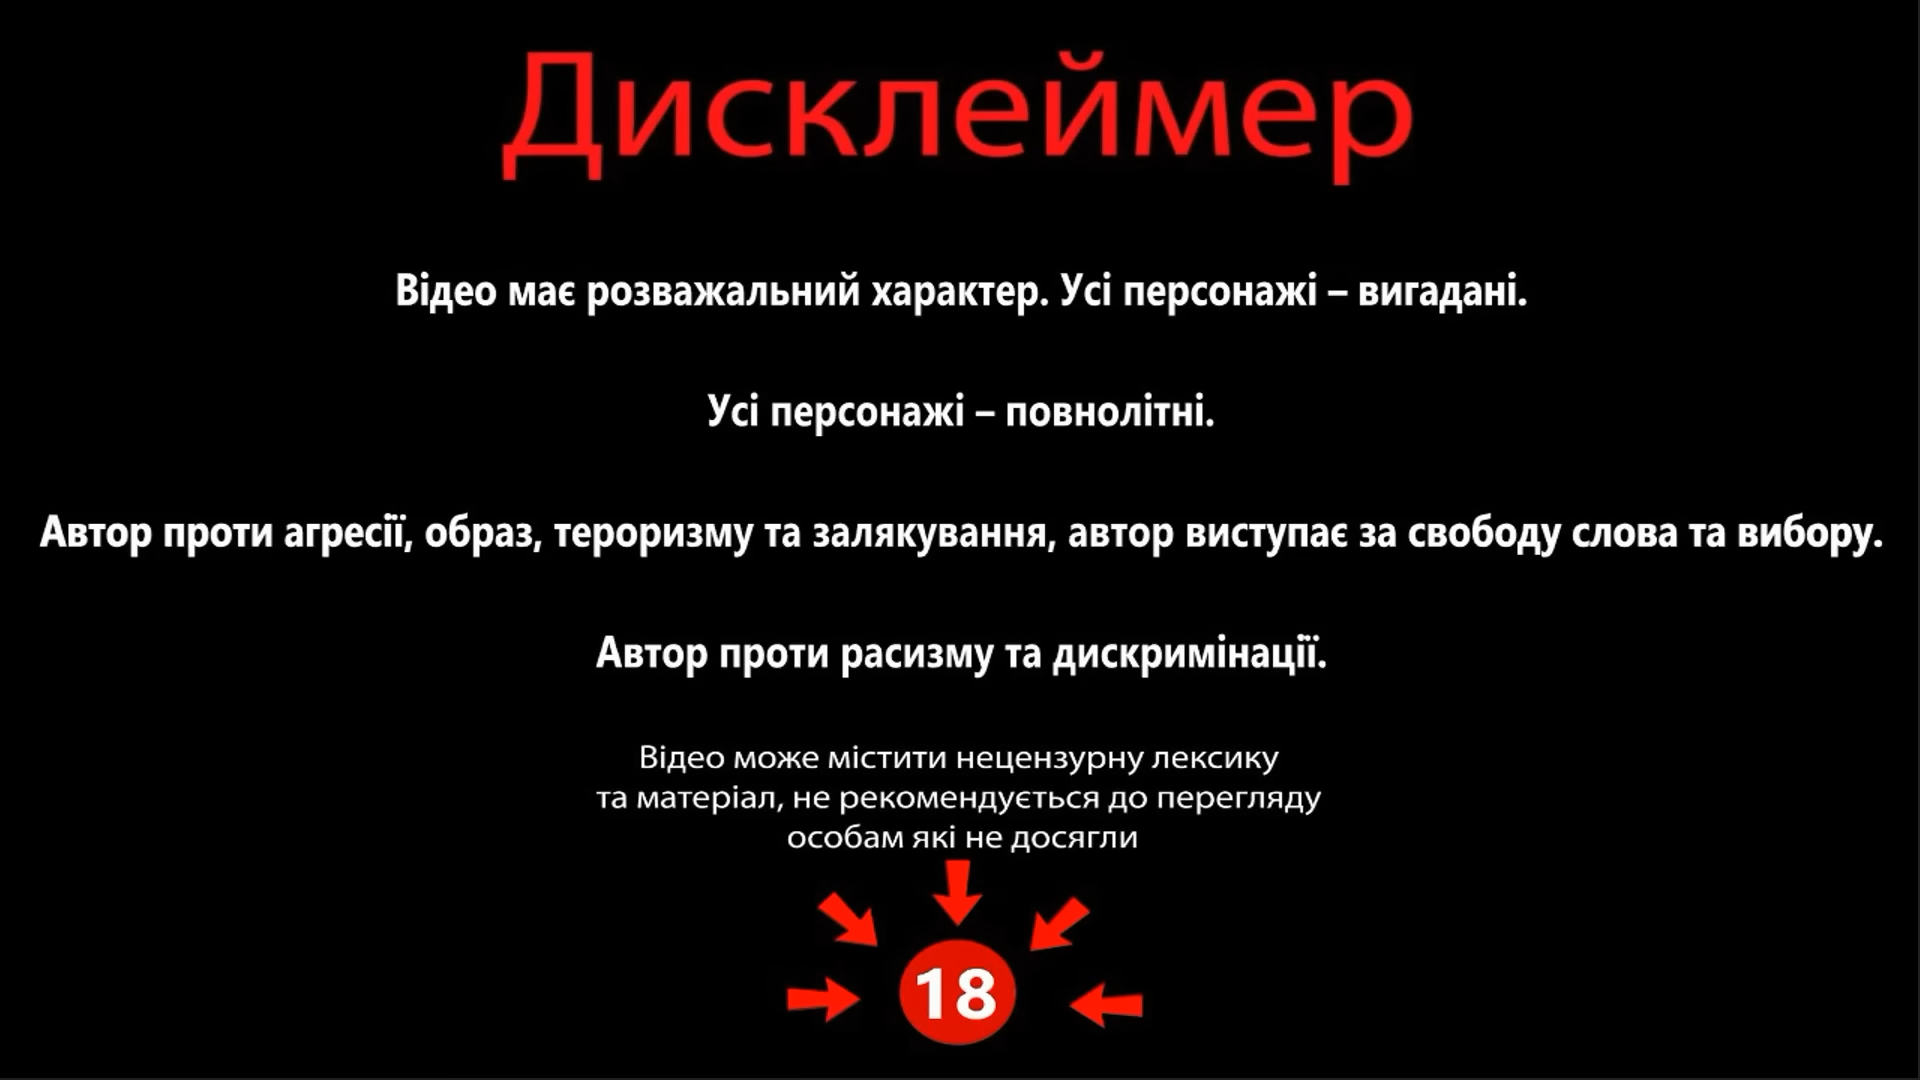 Дисклеймер
Відео має розважальний характер. Усі персонажі – вигадані.
Усі персонажі – повнолітні.
Автор проти агресії, образ, тероризму та залякування, автор виступає за свободу слова та вибору.
Автор проти расизму та дискримінації.
Відео може містити нецензурну лексику
та матеріал, не рекомендується до перегляду
особам які не досягли
18